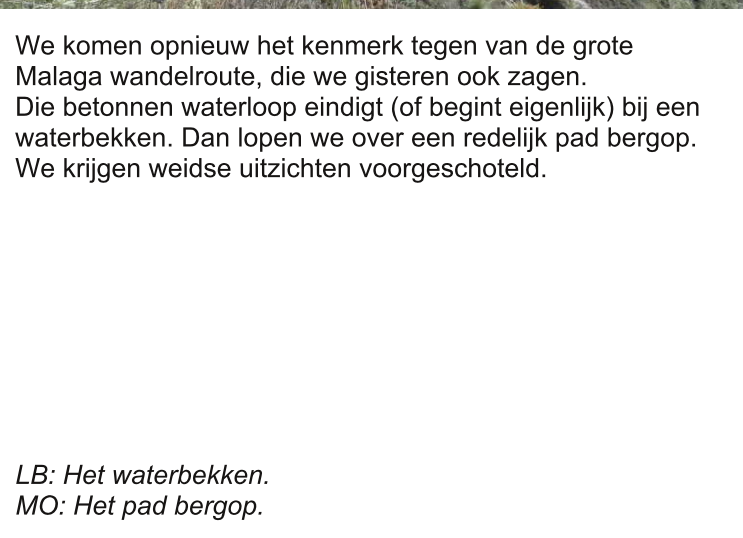 We komen opnieuw het kenmerk tegen van de grote
Malaga wandelroute, die we gisteren ook zagen.
Die betonnen waterloop eindigt (of begint eigenlijk) bij een
waterbekken. Dan lopen we over een redelijk pad bergop.
We krijgen weidse uitzichten voorgeschoteld.
LB: Het waterbekken.
MO: Het pad bergop.